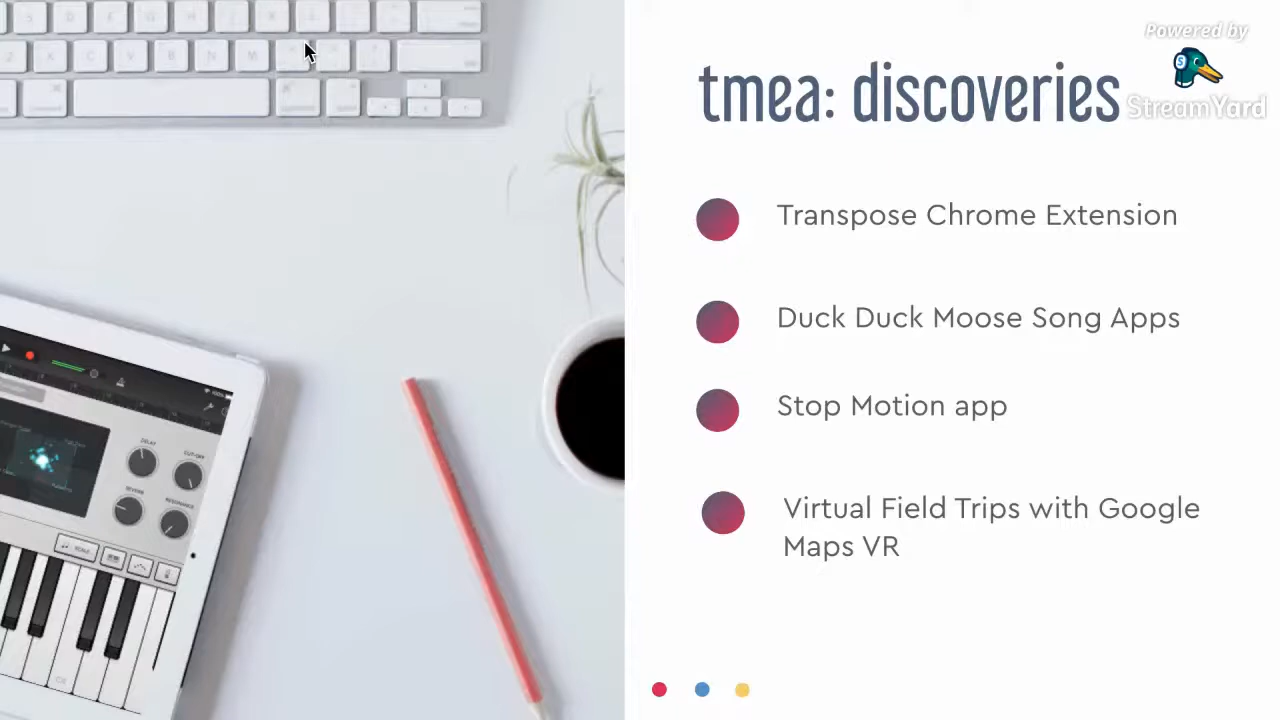 Powered by
StreamYard
tmea: discoveries
Transpose Chrome Extension
Duck Duck Moose Song Apps
Stop Motion app
Virtual Field Trips with Google
Maps VR